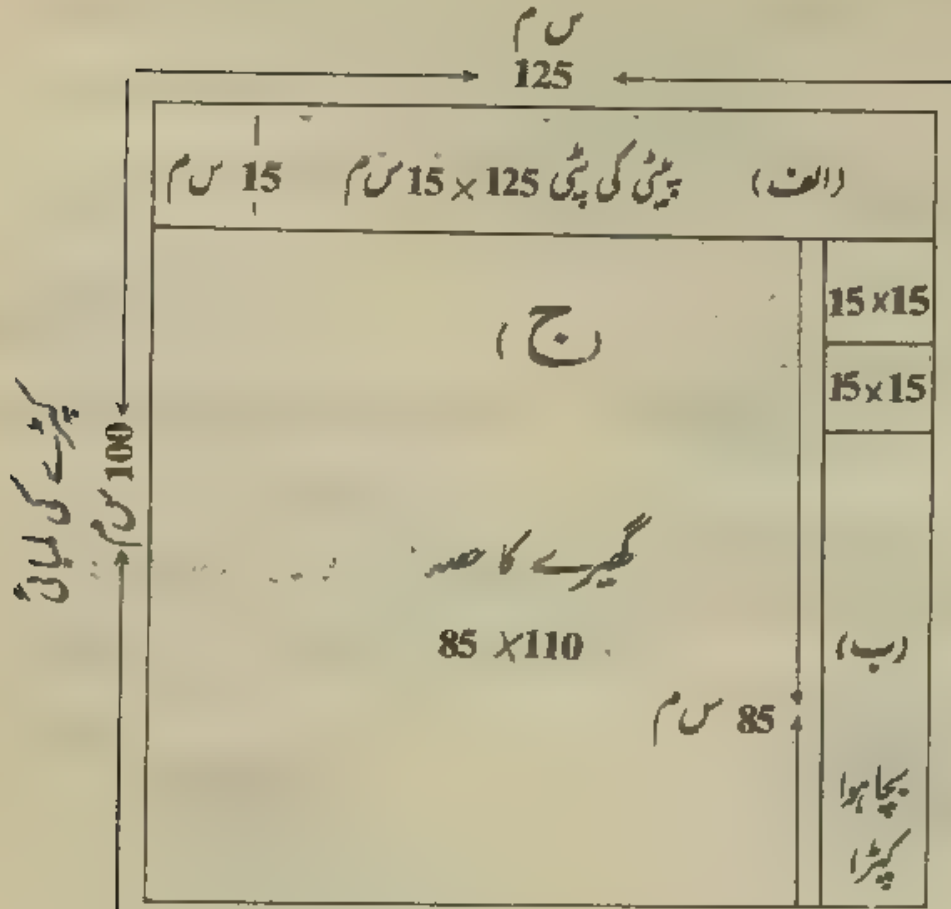 س م
125
(الف) پیٹی کی پٹی 125 × 15 س م 15 س م
15×15
(ج)
15×15
کپڑے کی لمبائی
100 س م
گھیرے کا حصہ
85 ×110
(ب)
85 س م
بچا ہوا
کپڑا